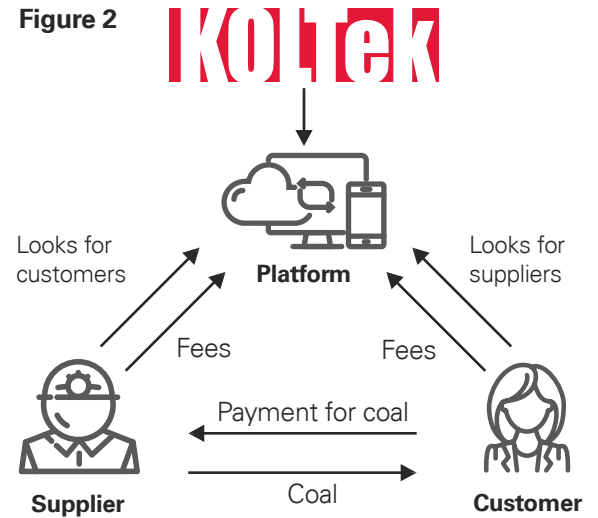 Figure 2
KOLTek
Looks for
customers
Platform
Looks for
suppliers
Fees
Fees
Payment for coal
Coal
Supplier
Customer